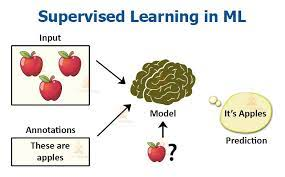 Supervised Learning in ML
Input
Annotations
These are
apples
Model
?
It's Apples
Prediction